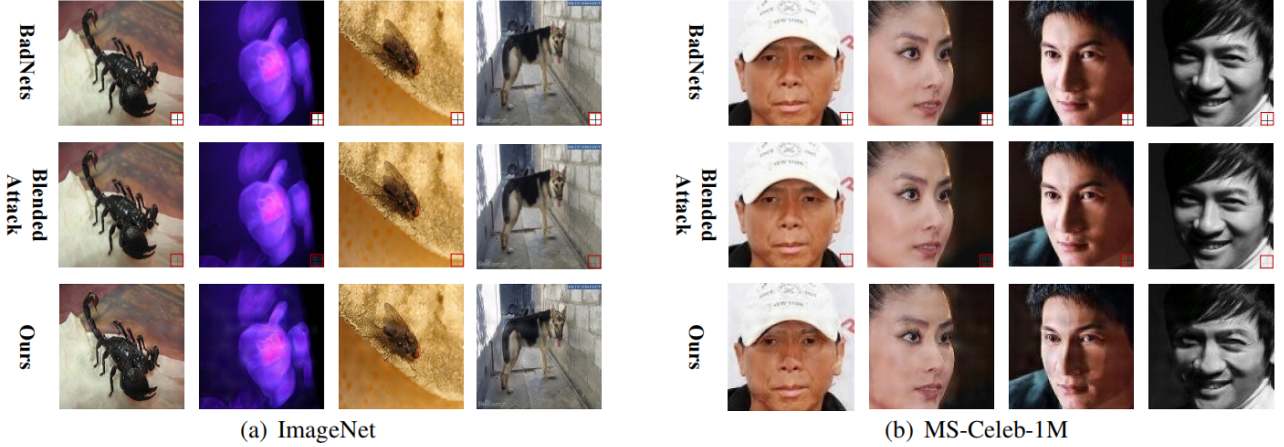 BadNets
Blended
Attack
Ours
(a) ImageNet
BadNets
Blended
Attack
Ours
(b) MS-Celeb-1M